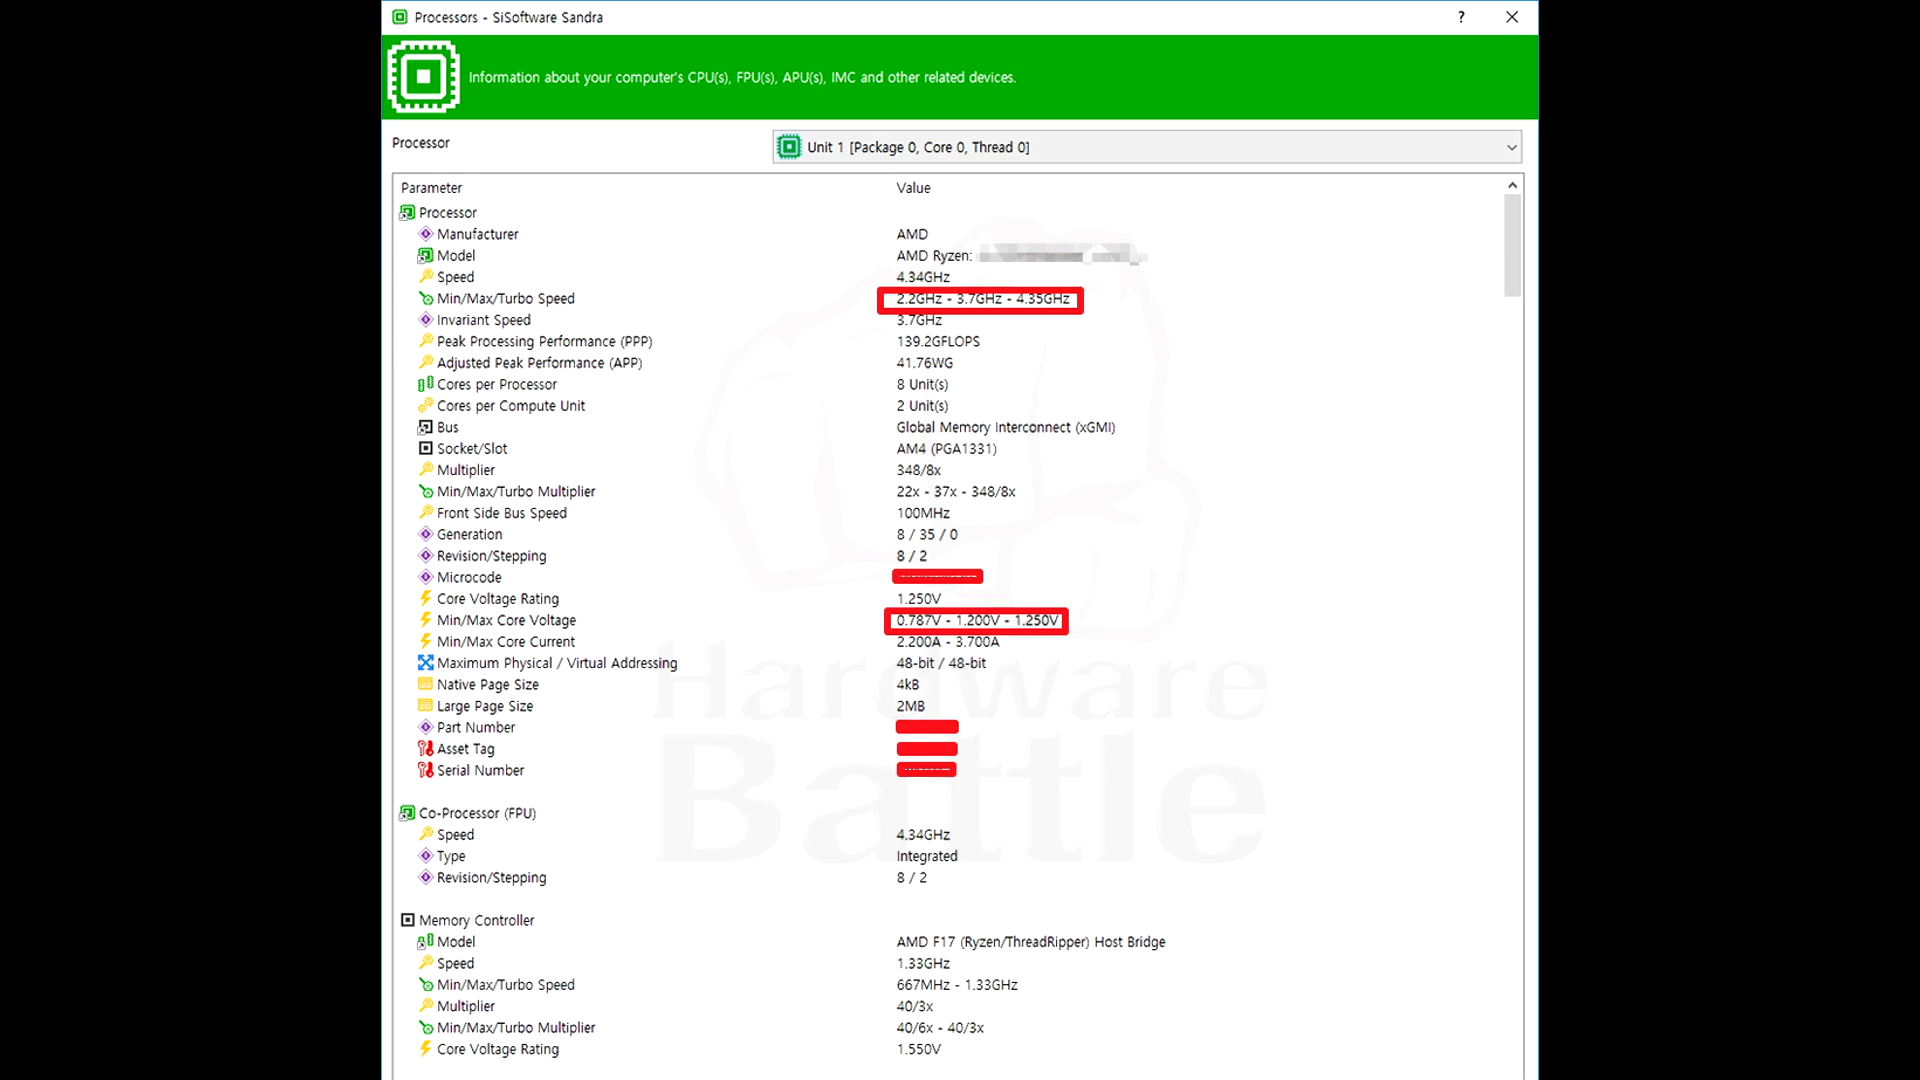 Processors - SiSoftware Sandra
?
Information about your computer's CPU(s), FPU(s), APU(s), IMC and other related devices.
Processor Unit 1 [Package 0, Core 0, Thread 0]
Parameter Value
Processor
Manufacturer AMD
Model AMD Ryzen:
Speed 4.34GHz
Min/Max/Turbo Speed 2.2GHz - 3.7GHz - 4.35GHz
Invariant Speed 3.7GHz
Peak Processing Performance (PPP) 139.2GFLOPS
Adjusted Peak Performance (APP) 41.76WG
Cores per Processor 8 Unit(s)
Cores per Compute Unit 2 Unit(s)
Bus Global Memory Interconnect (xGMI)
Socket/Slot AM4 (PGA1331)
Multiplier 348/8x
Min/Max/Turbo Multiplier 22x - 37x - 348/8x
Front Side Bus Speed 100MHz
Generation 8 / 35 / 0
Revision/Stepping 8 / 2
Microcode
Core Voltage Rating 1.250V
Min/Max Core Voltage 0.787V - 1.200V - 1.250V
Min/Max Core Current 2.200A - 3.700A
Maximum Physical / Virtual Addressing 48-bit / 48-bit
Native Page Size 4kB
Large Page Size 2MB
Part Number
Asset Tag
Serial Number
Co-Processor (FPU)
Speed 4.34GHz
Type Integrated
Revision/Stepping 8 / 2
Memory Controller
Model AMD F17 (Ryzen/ThreadRipper) Host Bridge
Speed 1.33GHz
Min/Max/Turbo Speed 667MHz - 1.33GHz
Multiplier 40/3x
Min/Max/Turbo Multiplier 40/6x - 40/3x
Core Voltage Rating 1.550V
Hardware
Battle